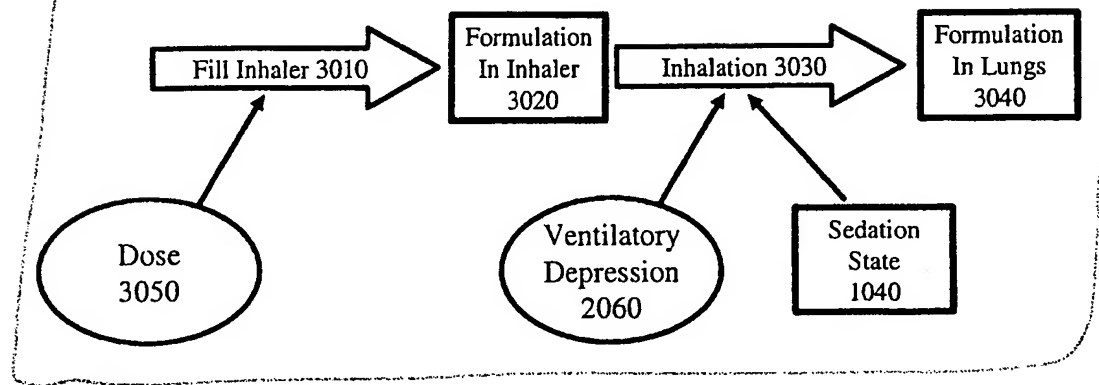 Fill Inhaler 3010
Formulation
In Inhaler
3020
Inhalation 3030
Formulation
In Lungs
3040
Dose
3050
Ventilatory
Depression
2060
Sedation
State
1040